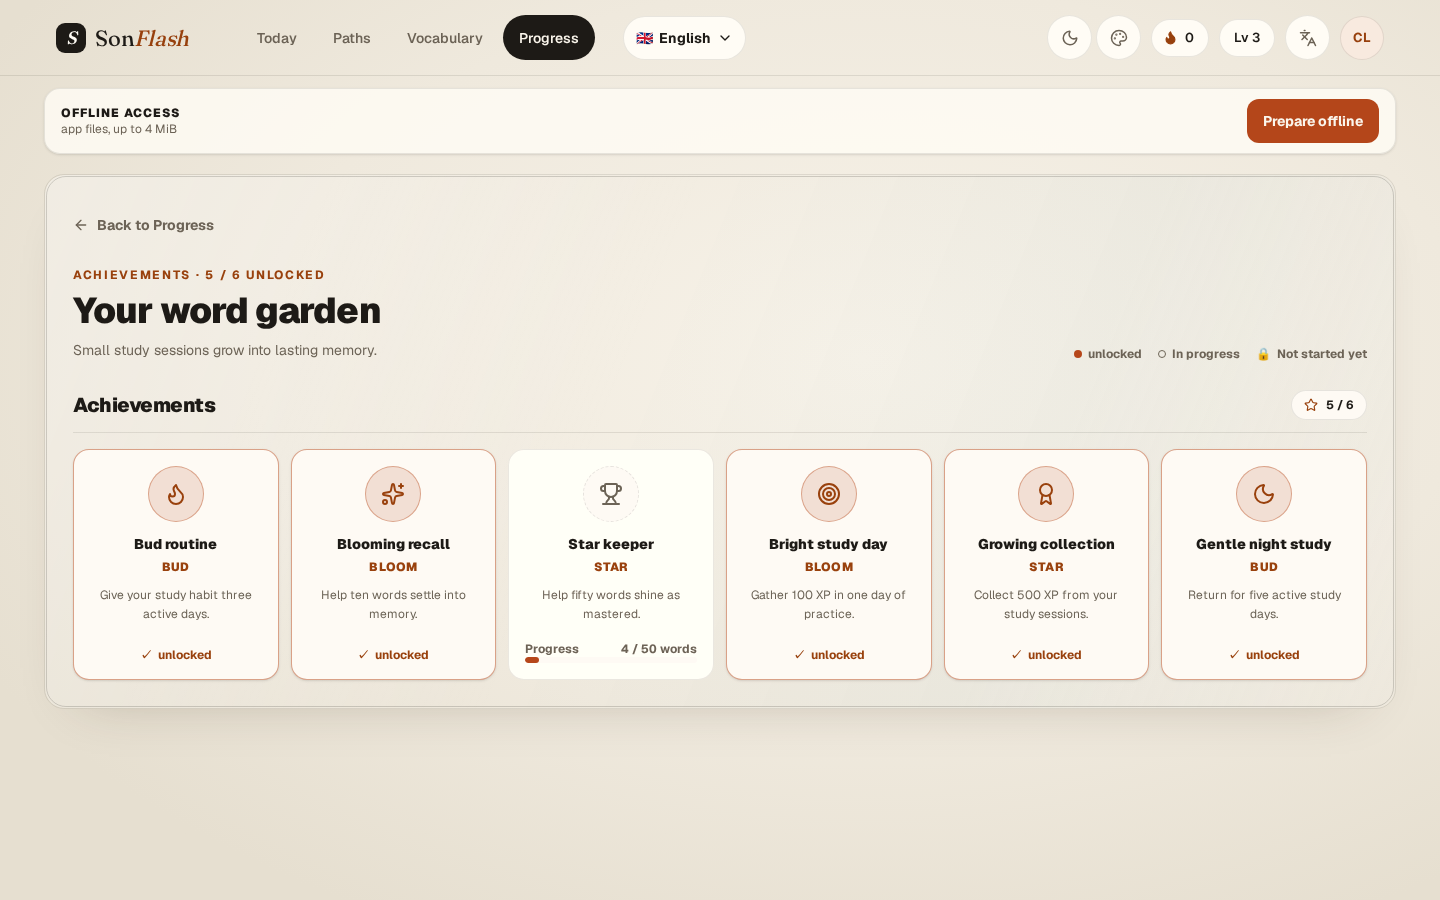 S SonFlash
Today
Paths
Vocabulary
Progress
English
0
Lv 3
CL
OFFLINE ACCESS
app files, up to 4 MiB
Prepare offline
Back to Progress
ACHIEVEMENTS · 5 / 6 UNLOCKED
Your word garden
Small study sessions grow into lasting memory.
unlocked
In progress
Not started yet
Achievements
5 / 6
Bud routine
BUD
Give your study habit three
active days.
✓ unlocked
Blooming recall
BLOOM
Help ten words settle into
memory.
✓ unlocked
Star keeper
STAR
Help fifty words shine as
mastered.
Progress
4 / 50 words
Bright study day
BLOOM
Gather 100 XP in one day of
practice.
✓ unlocked
Growing collection
STAR
Collect 500 XP from your
study sessions.
✓ unlocked
Gentle night study
BUD
Return for five active study
days.
✓ unlocked